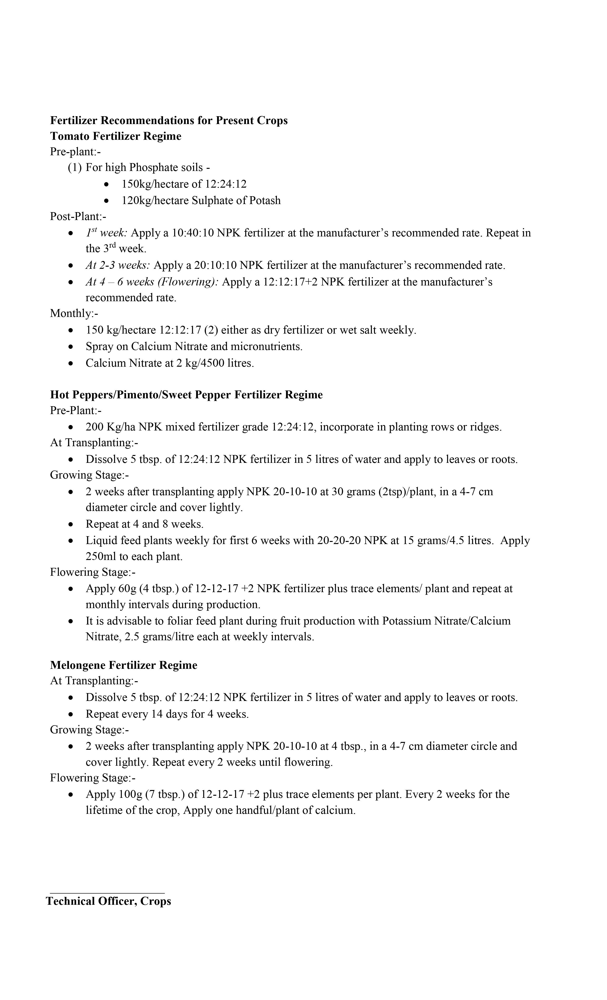 Fertilizer Recommendations for Present Crops
Tomato Fertilizer Regime
Pre-plant:-
(1) For high Phosphate soils -
• 150kg/hectare of 12:24:12
• 120kg/hectare Sulphate of Potash
Post-Plant:-
• 1st week: Apply a 10:40:10 NPK fertilizer at the manufacturer’s recommended rate. Repeat in
the 3rd week.
• At 2-3 weeks: Apply a 20:10:10 NPK fertilizer at the manufacturer’s recommended rate.
• At 4 – 6 weeks (Flowering): Apply a 12:12:17+2 NPK fertilizer at the manufacturer’s
recommended rate.
Monthly:-
• 150 kg/hectare 12:12:17 (2) either as dry fertilizer or wet salt weekly.
• Spray on Calcium Nitrate and micronutrients.
• Calcium Nitrate at 2 kg/4500 litres.
Hot Peppers/Pimento/Sweet Pepper Fertilizer Regime
Pre-Plant:-
• 200 Kg/ha NPK mixed fertilizer grade 12:24:12, incorporate in planting rows or ridges.
At Transplanting:-
• Dissolve 5 tbsp. of 12:24:12 NPK fertilizer in 5 litres of water and apply to leaves or roots.
Growing Stage:-
• 2 weeks after transplanting apply NPK 20-10-10 at 30 grams (2tsp)/plant, in a 4-7 cm
diameter circle and cover lightly.
• Repeat at 4 and 8 weeks.
• Liquid feed plants weekly for first 6 weeks with 20-20-20 NPK at 15 grams/4.5 litres.  Apply
250ml to each plant.
Flowering Stage:-
• Apply 60g (4 tbsp.) of 12-12-17 +2 NPK fertilizer plus trace elements/ plant and repeat at
monthly intervals during production.
• It is advisable to foliar feed plant during fruit production with Potassium Nitrate/Calcium
Nitrate, 2.5 grams/litre each at weekly intervals.
Melongene Fertilizer Regime
At Transplanting:-
• Dissolve 5 tbsp. of 12:24:12 NPK fertilizer in 5 litres of water and apply to leaves or roots.
• Repeat every 14 days for 4 weeks.
Growing Stage:-
• 2 weeks after transplanting apply NPK 20-10-10 at 4 tbsp., in a 4-7 cm diameter circle and
cover lightly. Repeat every 2 weeks until flowering.
Flowering Stage:-
• Apply 100g (7 tbsp.) of 12-12-17 +2 plus trace elements per plant. Every 2 weeks for the
lifetime of the crop, Apply one handful/plant of calcium.
Technical Officer, Crops